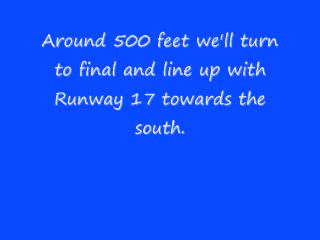 Around 500 feet we'll turn
to final and line up with
Runway 17 towards the
south.